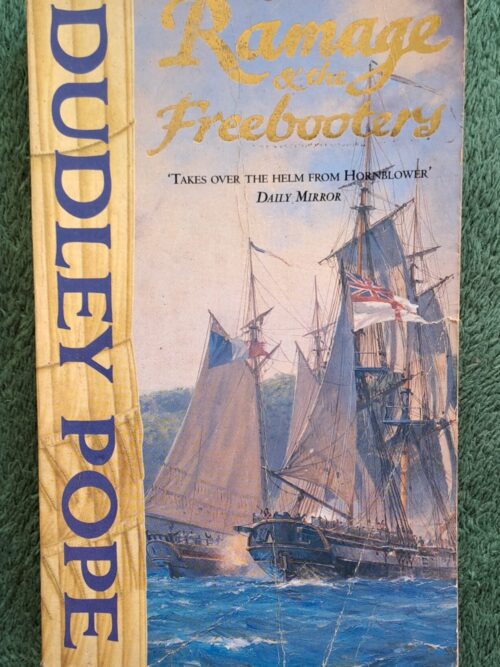 DUDLEY POPE
Ramage
& the
Freebooters
'TAKES OVER THE HELM FROM HORNBLOWER'
DAILY MIRROR